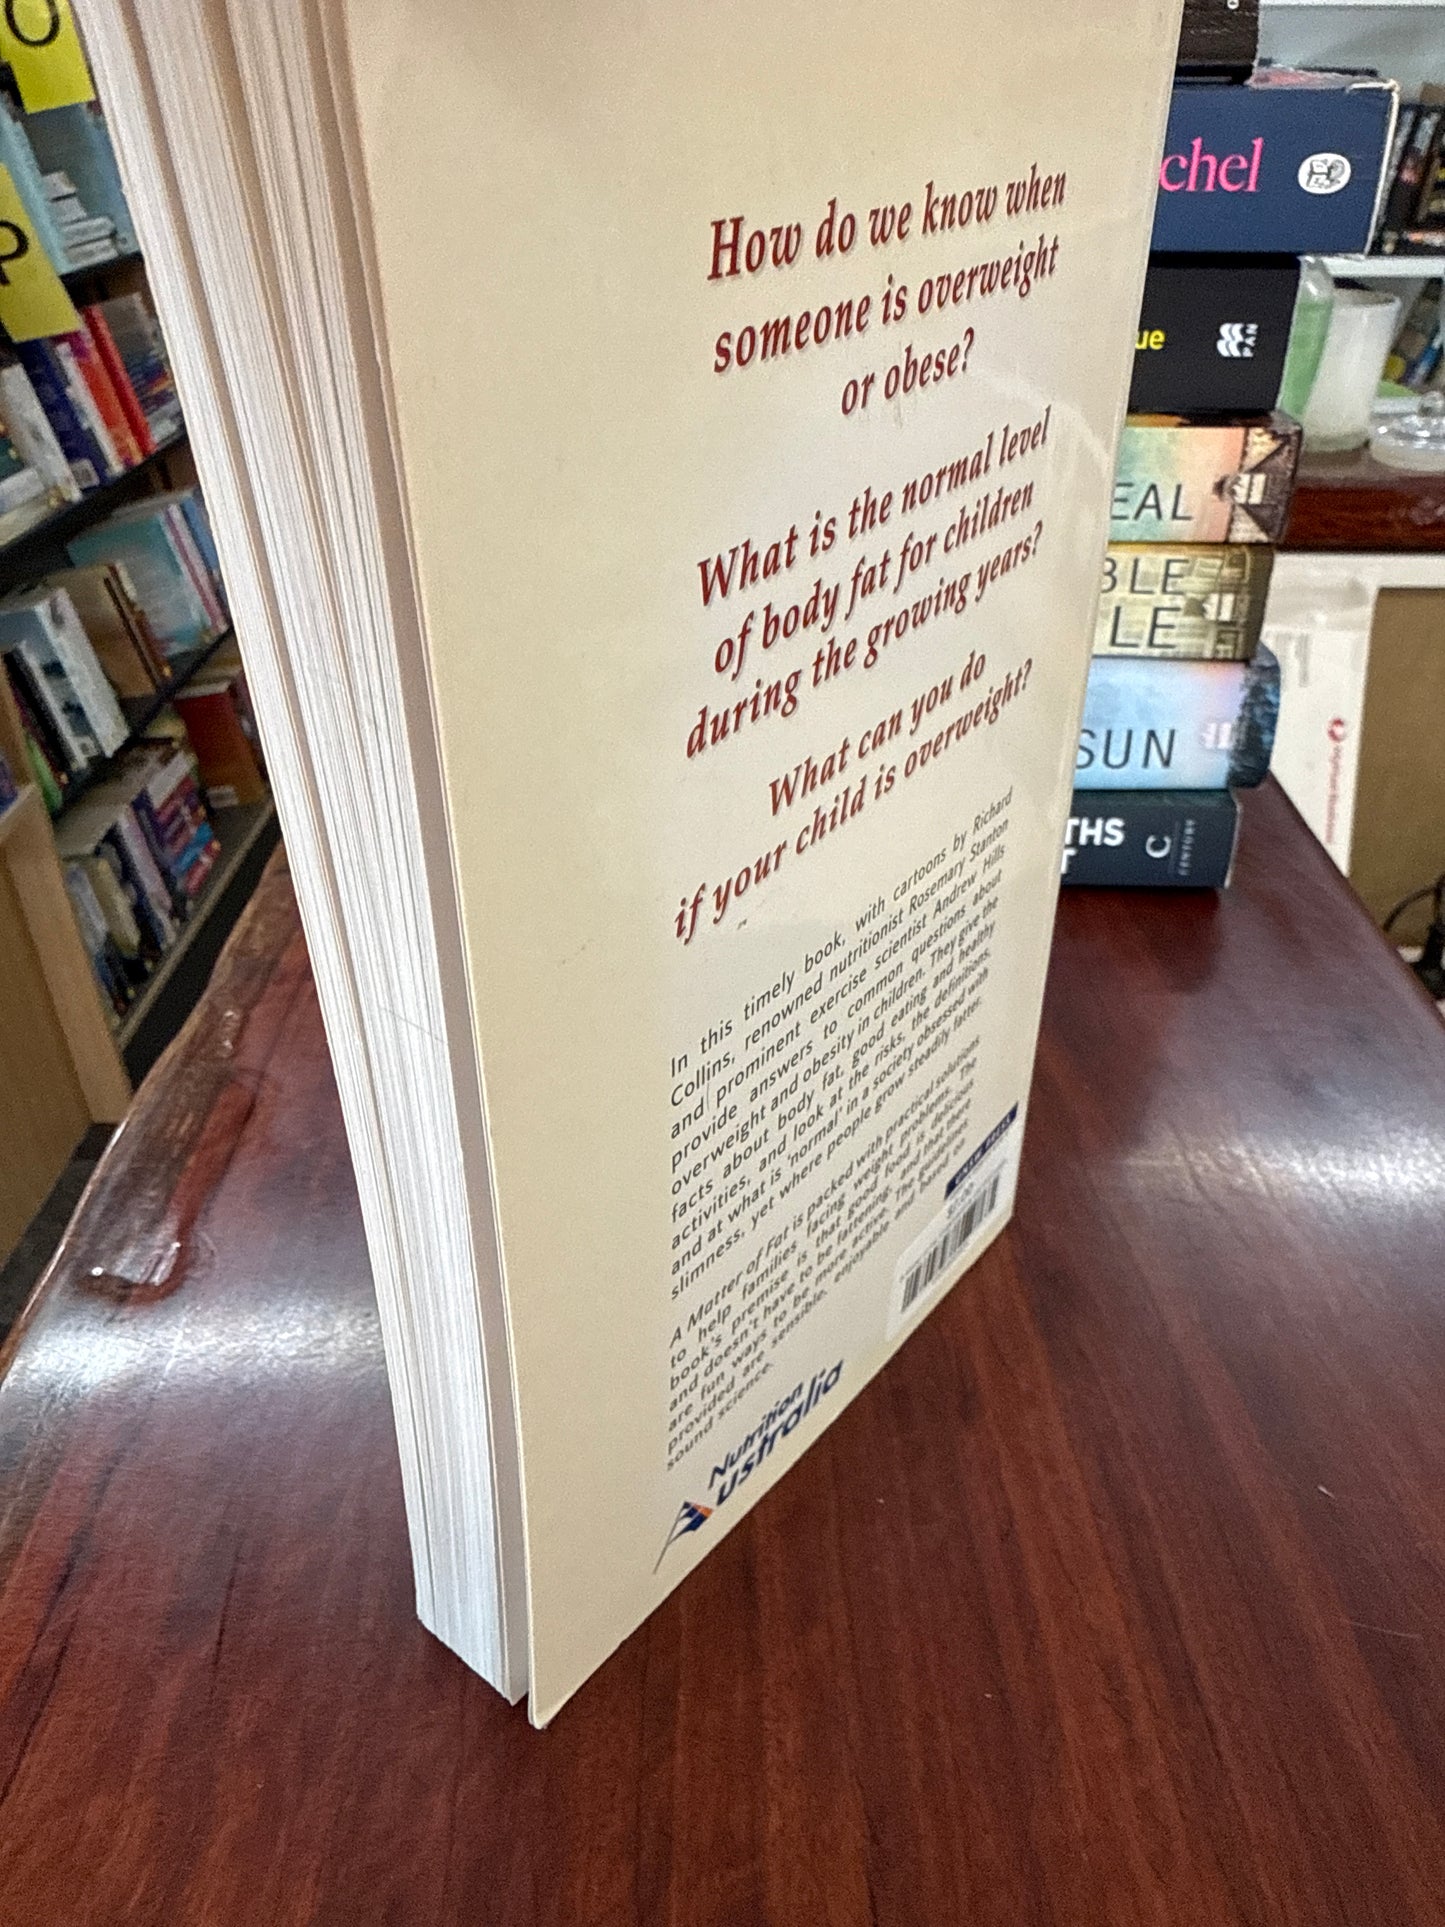 O
P
How do we know when
someone is overweight
or obese?
What is the normal level
of body fat for children
during the growing years?
What can you do
if your child is overweight?
In this timely book, with cartoons by Richard
Collins, renowned nutritionist Rosemary Stanton
and prominent exercise scientist Andrew Hills
provide answers to common questions about
overweight and obesity in children. They give the
facts about body fat, good eating and healthy
activities, and look at the risks, the definitions,
and at what is 'normal' in a society obsessed with
slimness, yet where people grow steadily fatter.
A Matter of Fat is packed with practical solutions
to help families facing weight problems. The
book's premise is that good food is delicious
and doesn't have to be fattening, and that there
are fun ways to be more active. The guidelines
provided are sensible, enjoyable and based on
sound science.
UNSW PRESS
Nutrition
Australia
chel
ue
PAN
EAL
BLE
LE
SUN
THS
T
C
CENTURY